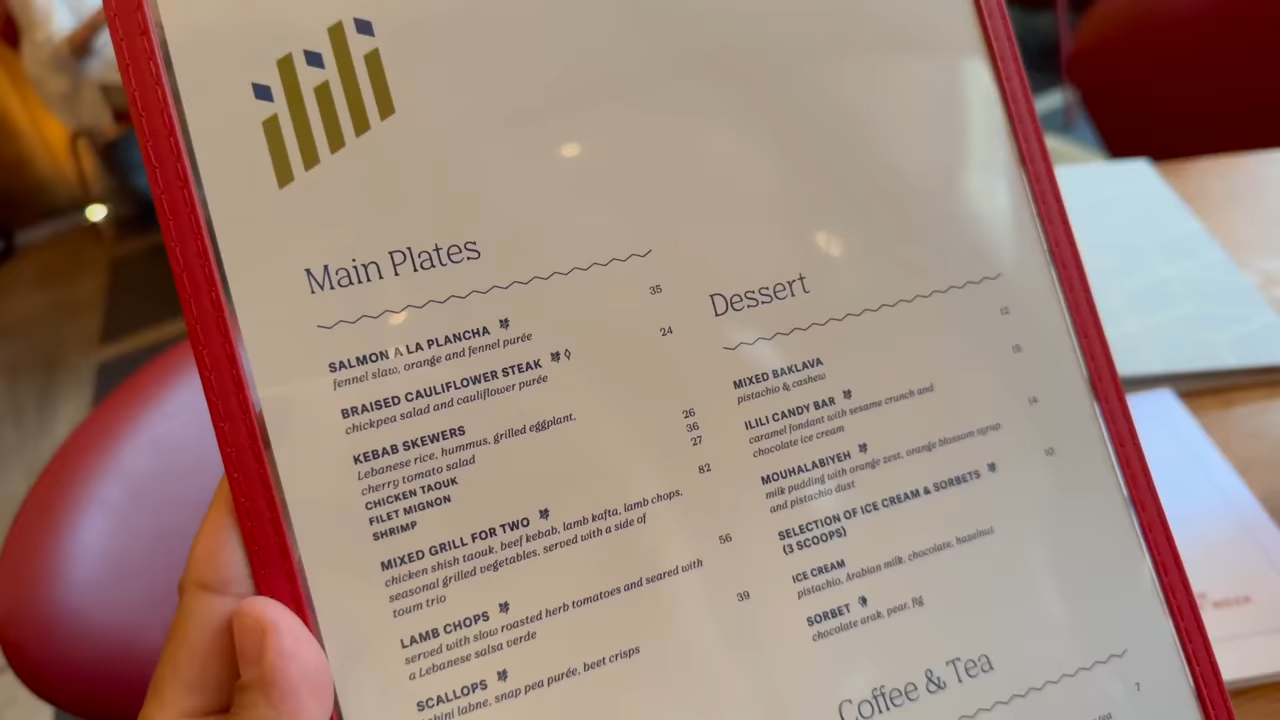 ilili
Main Plates
SALMON A LA PLANCHA 35
fennel slaw, orange and fennel purée
BRAISED CAULIFLOWER STEAK 24
chickpea salad and cauliflower purée
KEBAB SKEWERS
Lebanese rice, hummus, grilled eggplant,
cherry tomato salad
CHICKEN TAOUK 26
FILET MIGNON 36
SHRIMP 27
MIXED GRILL FOR TWO 82
chicken shish taouk, beef kebab, lamb kafta, lamb chops,
seasonal grilled vegetables, served with a side of
toum trio
LAMB CHOPS 56
served with slow roasted herb tomatoes and seared with
a Lebanese salsa verde
SCALLOPS 39
labne, snap pea purée, beet crisps
Dessert
MIXED BAKLAVA 12
pistachio & cashew
ILILI CANDY BAR
caramel fondant with sesame crunch and
chocolate ice cream
MOUHALABIYEH 14
milk pudding with orange zest, orange blossom syrup
and pistachio dust
SELECTION OF ICE CREAM & SORBETS 10
(3 SCOOPS)
ICE CREAM
pistachio, Arabian milk, chocolate, hazelnut
SORBET
chocolate arak, pear, fig
Coffee & Tea
7